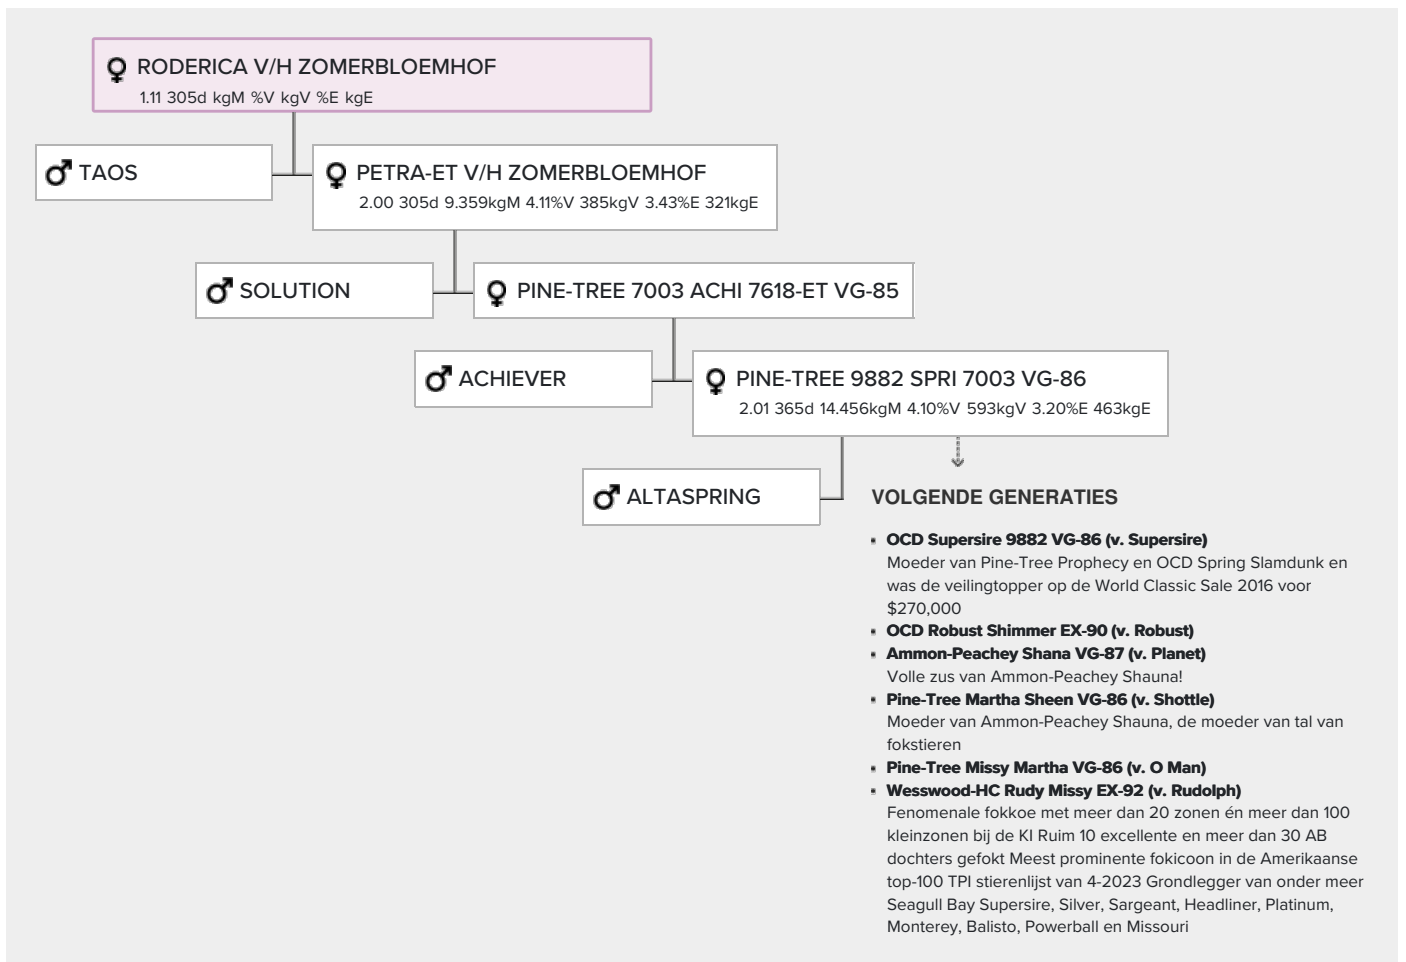 RODERICA V/H ZOMERBLOEMHOF
1.11 305d kgM %V kgV %E kgE
TAOS
PETRA-ET V/H ZOMERBLOEMHOF
2.00 305d 9.359kgM 4.11%V 385kgV 3.43%E 321kgE
SOLUTION
PINE-TREE 7003 ACHI 7618-ET VG-85
ACHIEVER
PINE-TREE 9882 SPRI 7003 VG-86
2.01 365d 14.456kgM 4.10%V 593kgV 3.20%E 463kgE
ALTASPRING
VOLGENDE GENERATIES
OCD Supersire 9882 VG-86 (v. Supersire)
Moeder van Pine-Tree Prophecy en OCD Spring Slamdunk en
was de veilingtopper op de World Classic Sale 2016 voor
$270,000
OCD Robust Shimmer EX-90 (v. Robust)
Ammon-Peachey Shana VG-87 (v. Planet)
Volle zus van Ammon-Peachey Shauna!
Pine-Tree Martha Sheen VG-86 (v. Shottle)
Moeder van Ammon-Peachey Shauna, de moeder van tal van
fokstieren
Pine-Tree Missy Martha VG-86 (v. O Man)
Wesswood-HC Rudy Missy EX-92 (v. Rudolph)
Fenomenale fokkoe met meer dan 20 zonen én meer dan 100
kleinzonen bij de KI Ruim 10 excellente en meer dan 30 AB
dochters gefokt Meest prominente fokicoon in de Amerikaanse
top-100 TPI stierenlijst van 4-2023 Grondlegger van onder meer
Seagull Bay Supersire, Silver, Sargeant, Headliner, Platinum,
Monterey, Balisto, Powerball en Missouri